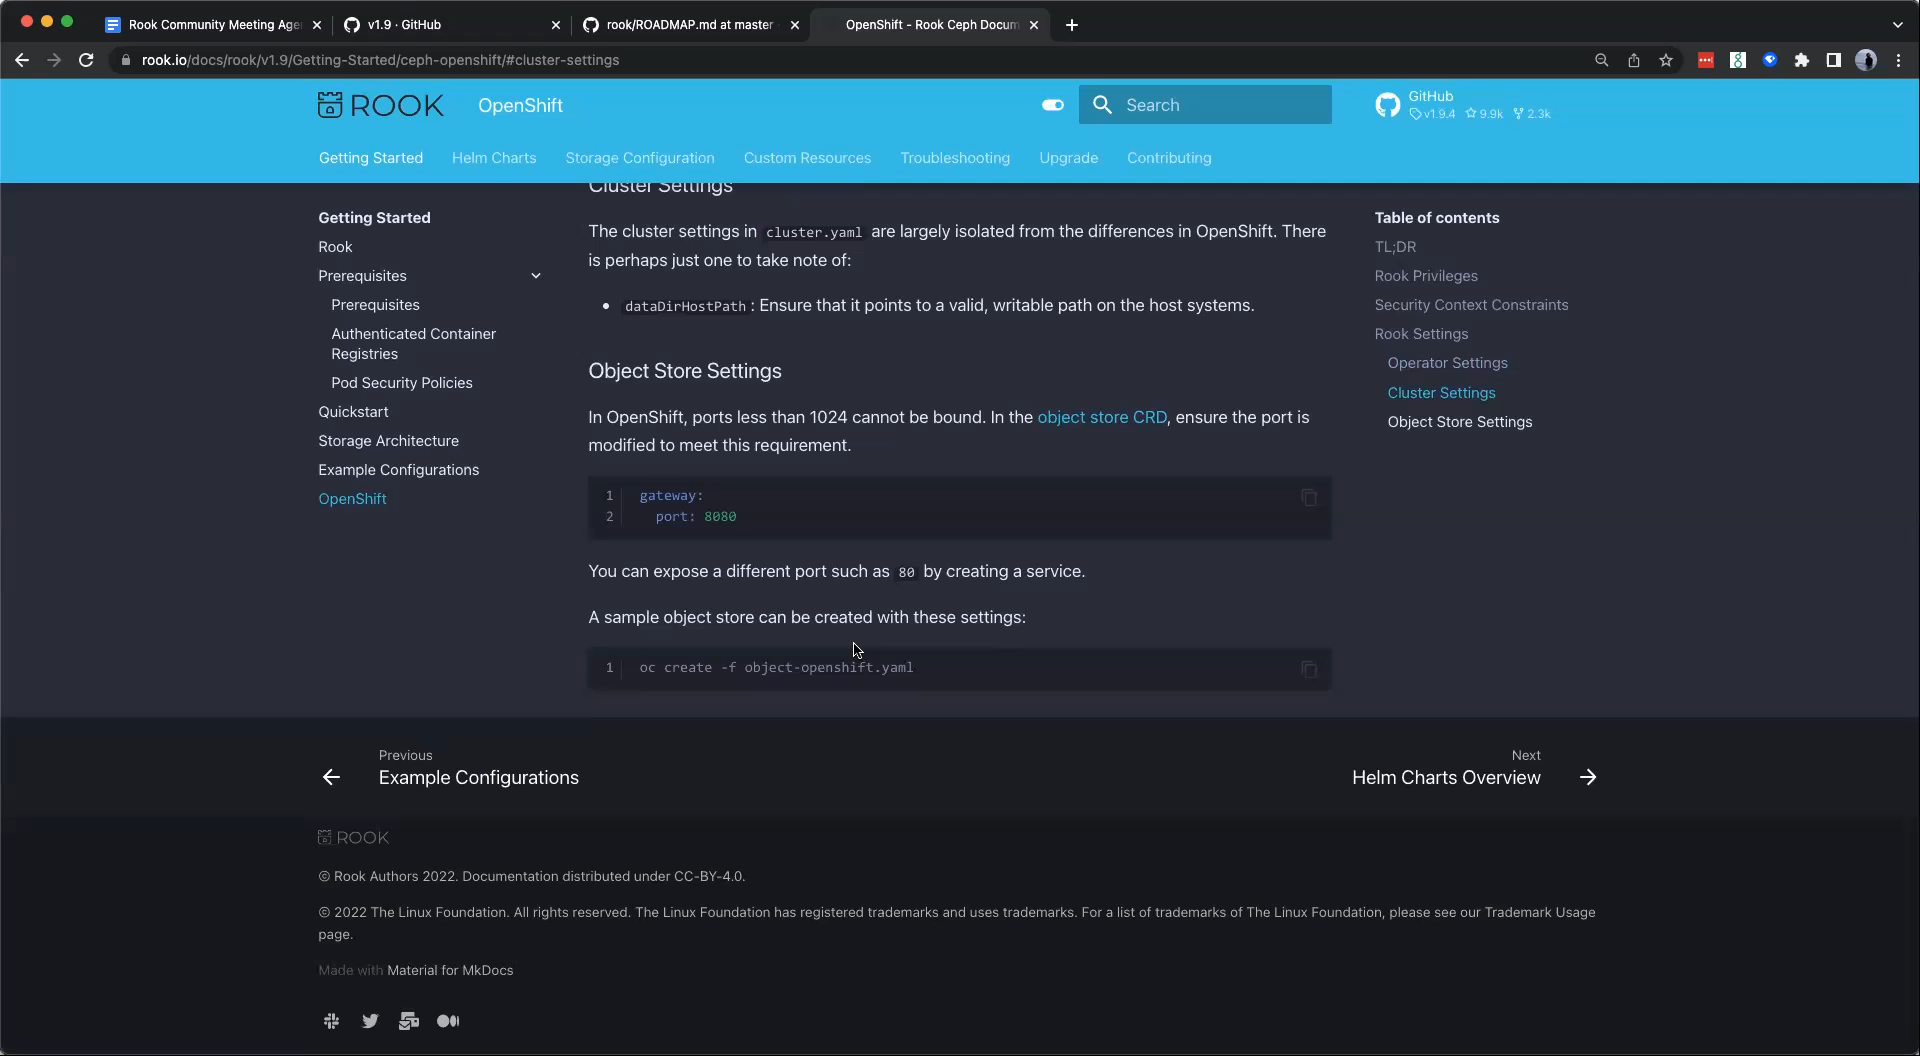 Rook Community Meeting Age
v1.9 · GitHub
rook/ROADMAP.md at master
OpenShift - Rook Ceph Docum
rook.io/docs/rook/v1.9/Getting-Started/ceph-openshift/#cluster-settings
ROOK
OpenShift
Search
GitHub
v1.9.4 9.9k 2.3k
Getting Started
Helm Charts
Storage Configuration
Custom Resources
Troubleshooting
Upgrade
Contributing
Getting Started
Rook
Prerequisites
Prerequisites
Authenticated Container
Registries
Pod Security Policies
Quickstart
Storage Architecture
Example Configurations
OpenShift
Cluster Settings
The cluster settings in cluster.yaml are largely isolated from the differences in OpenShift. There
is perhaps just one to take note of:
• dataDirHostPath : Ensure that it points to a valid, writable path on the host systems.
Object Store Settings
In OpenShift, ports less than 1024 cannot be bound. In the object store CRD, ensure the port is
modified to meet this requirement.
1 gateway:
2 port: 8080
You can expose a different port such as 80 by creating a service.
A sample object store can be created with these settings:
1 oc create -f object-openshift.yaml
Table of contents
TL;DR
Rook Privileges
Security Context Constraints
Rook Settings
Operator Settings
Cluster Settings
Object Store Settings
Previous
Example Configurations
Next
Helm Charts Overview
ROOK
© Rook Authors 2022. Documentation distributed under CC-BY-4.0.
© 2022 The Linux Foundation. All rights reserved. The Linux Foundation has registered trademarks and uses trademarks. For a list of trademarks of The Linux Foundation, please see our Trademark Usage
page.
Made with Material for MkDocs